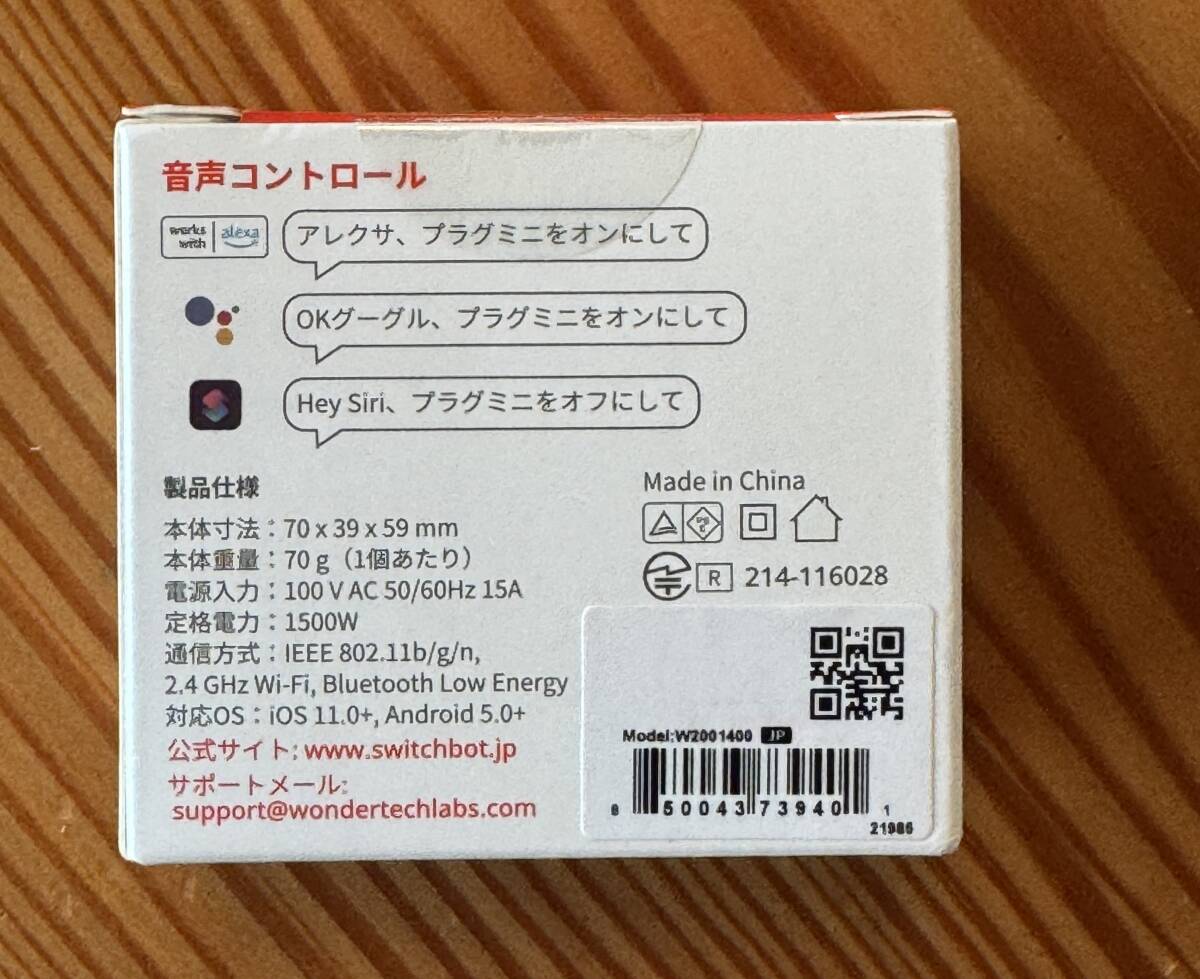 音声コントロール
works with alexa
アレクサ、プラグミニをオンにして
OKグーグル、プラグミニをオンにして
Hey Siri、プラグミニをオフにして
製品仕様
本体寸法：70 x 39 x 59 mm
本体重量：70 g（1個あたり）
電源入力：100 V AC 50/60Hz 15A
定格電力：1500W
通信方式：IEEE 802.11b/g/n,
2.4 GHz Wi-Fi, Bluetooth Low Energy
対応OS：iOS 11.0+, Android 5.0+
公式サイト: www.switchbot.jp
サポートメール:
support@wondertechlabs.com
Made in China
R 214-116028
Model:W2001400 JP
8 50043 73940 1
21986